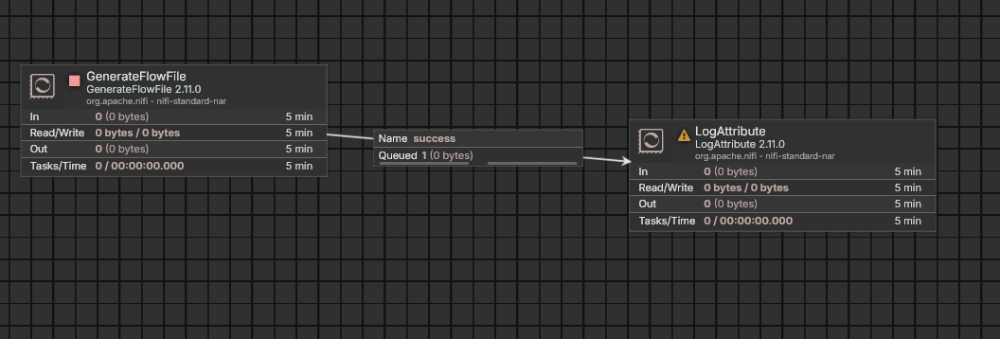 GenerateFlowFile
GenerateFlowFile 2.11.0
org.apache.nifi - nifi-standard-nar
In 0 (0 bytes) 5 min
Read/Write 0 bytes / 0 bytes 5 min
Out 0 (0 bytes) 5 min
Tasks/Time 0 / 00:00:00.000 5 min
Name success
Queued 1 (0 bytes)
LogAttribute
LogAttribute 2.11.0
org.apache.nifi - nifi-standard-nar
In 0 (0 bytes) 5 min
Read/Write 0 bytes / 0 bytes 5 min
Out 0 (0 bytes) 5 min
Tasks/Time 0 / 00:00:00.000 5 min